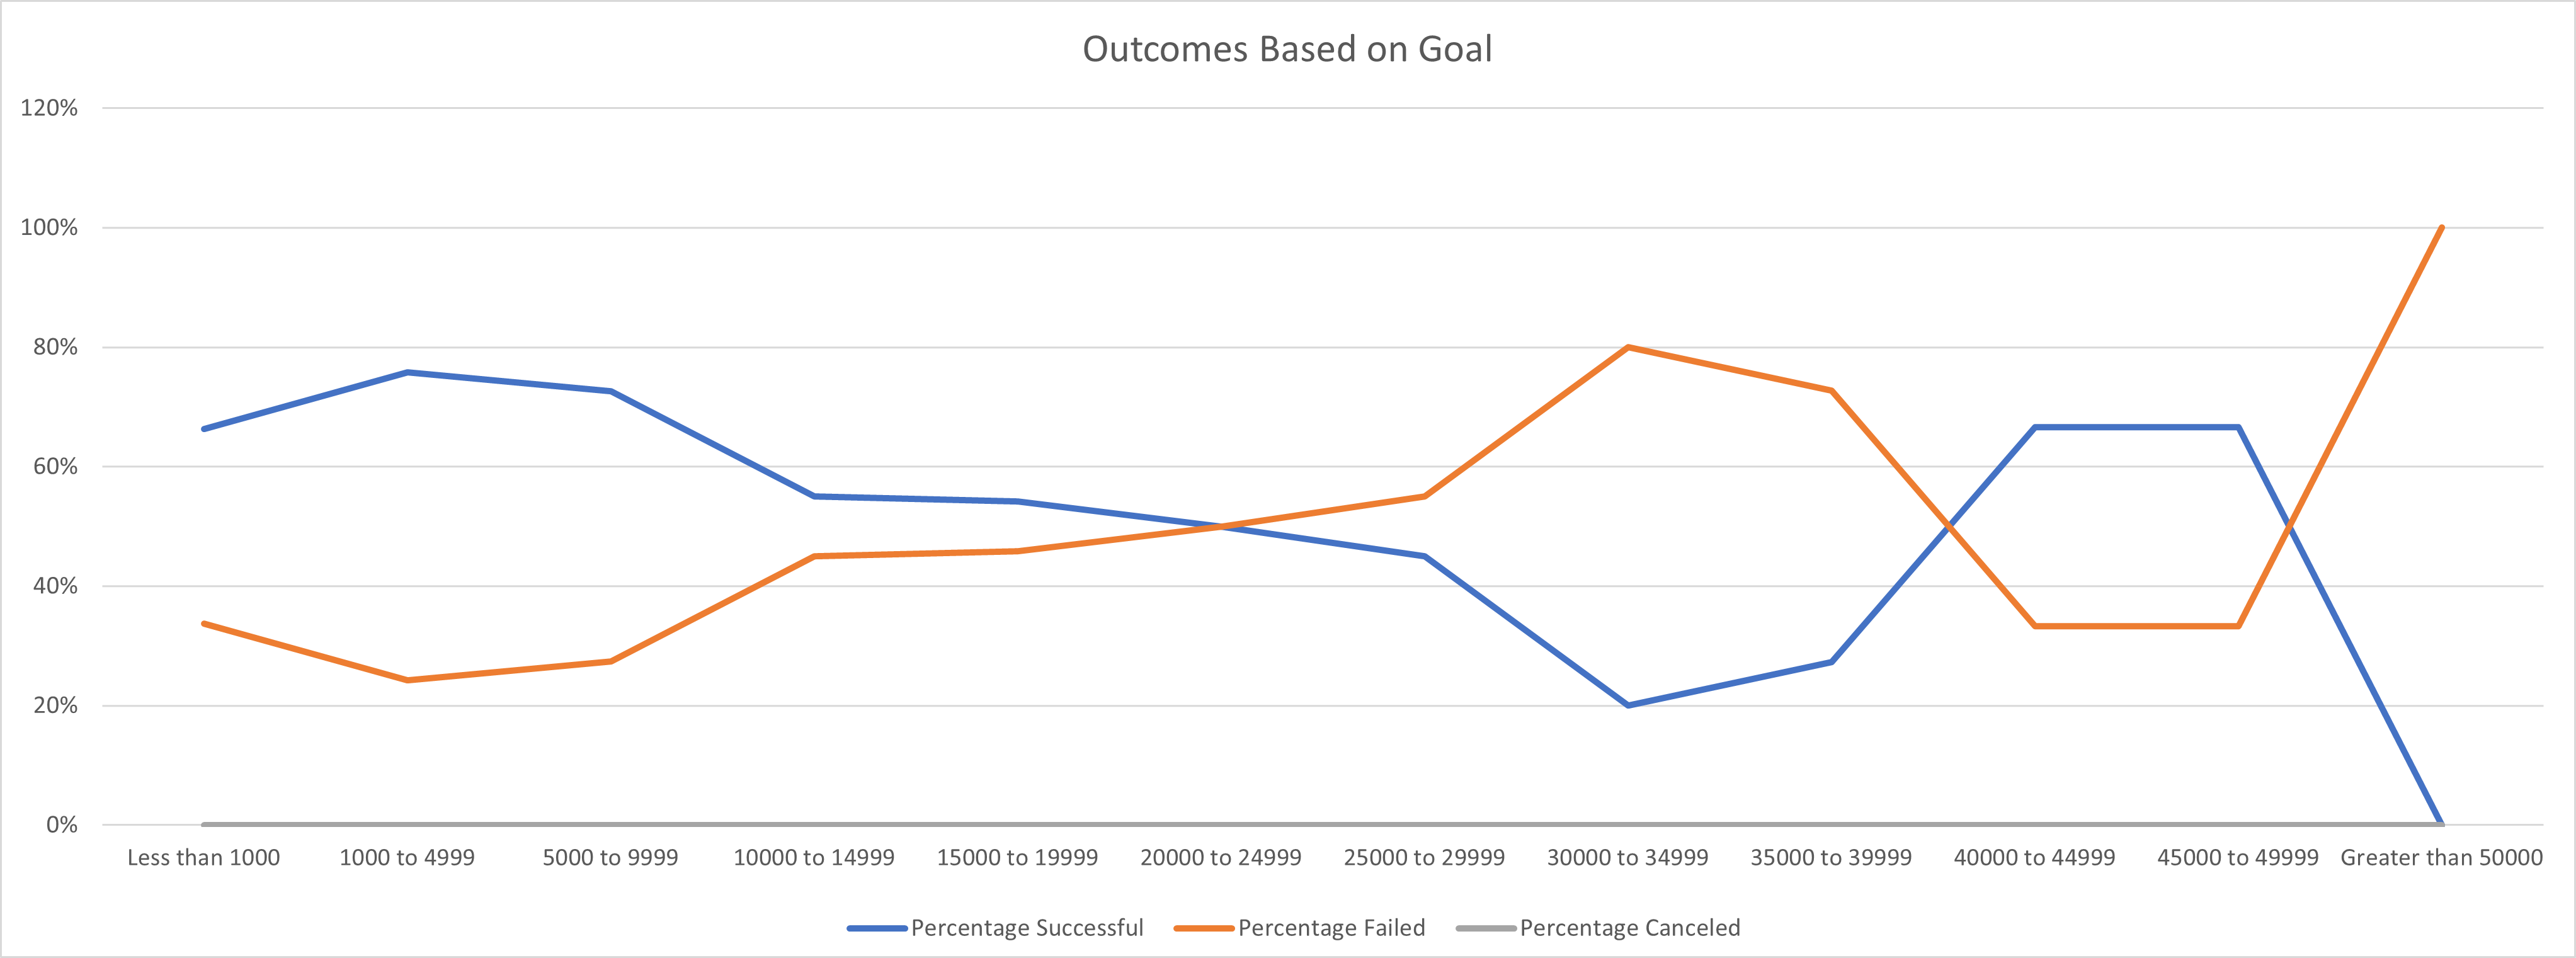 Outcomes Based on Goal
120%
100%
80%
60%
40%
20%
0%
Less than 1000 1000 to 4999 5000 to 9999 10000 to 14999 15000 to 19999 20000 to 24999 25000 to 29999 30000 to 34999 35000 to 39999 40000 to 44999 45000 to 49999 Greater than 50000
Percentage Successful Percentage Failed Percentage Canceled